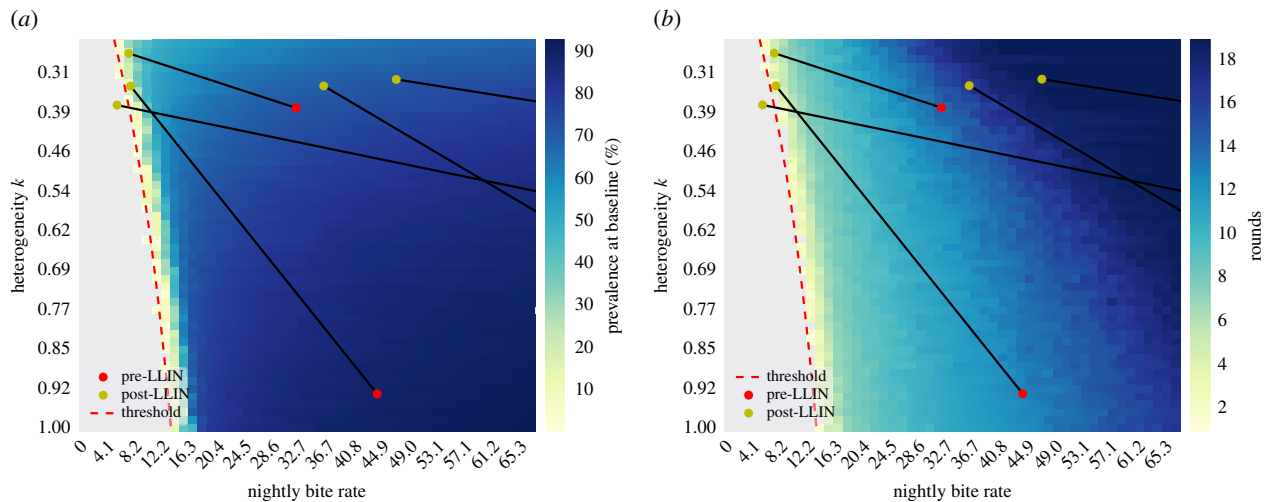 (a)
heterogeneity k
0.31
0.39
0.46
0.54
0.62
0.69
0.77
0.85
0.92
1.00
pre-LLIN
post-LLIN
threshold
0 4.1 8.2 12.2 16.3 20.4 24.5 28.6 32.7 36.7 40.8 44.9 49.0 53.1 57.1 61.2 65.3
nightly bite rate
90
80
70
60
50
40
30
20
10
prevalence at baseline (%)
(b)
heterogeneity k
0.31
0.39
0.46
0.54
0.62
0.69
0.77
0.85
0.92
1.00
threshold
pre-LLIN
post-LLIN
0 4.1 8.2 12.2 16.3 20.4 24.5 28.6 32.7 36.7 40.8 44.9 49.0 53.1 57.1 61.2 65.3
nightly bite rate
18
16
14
12
10
8
6
4
2
rounds